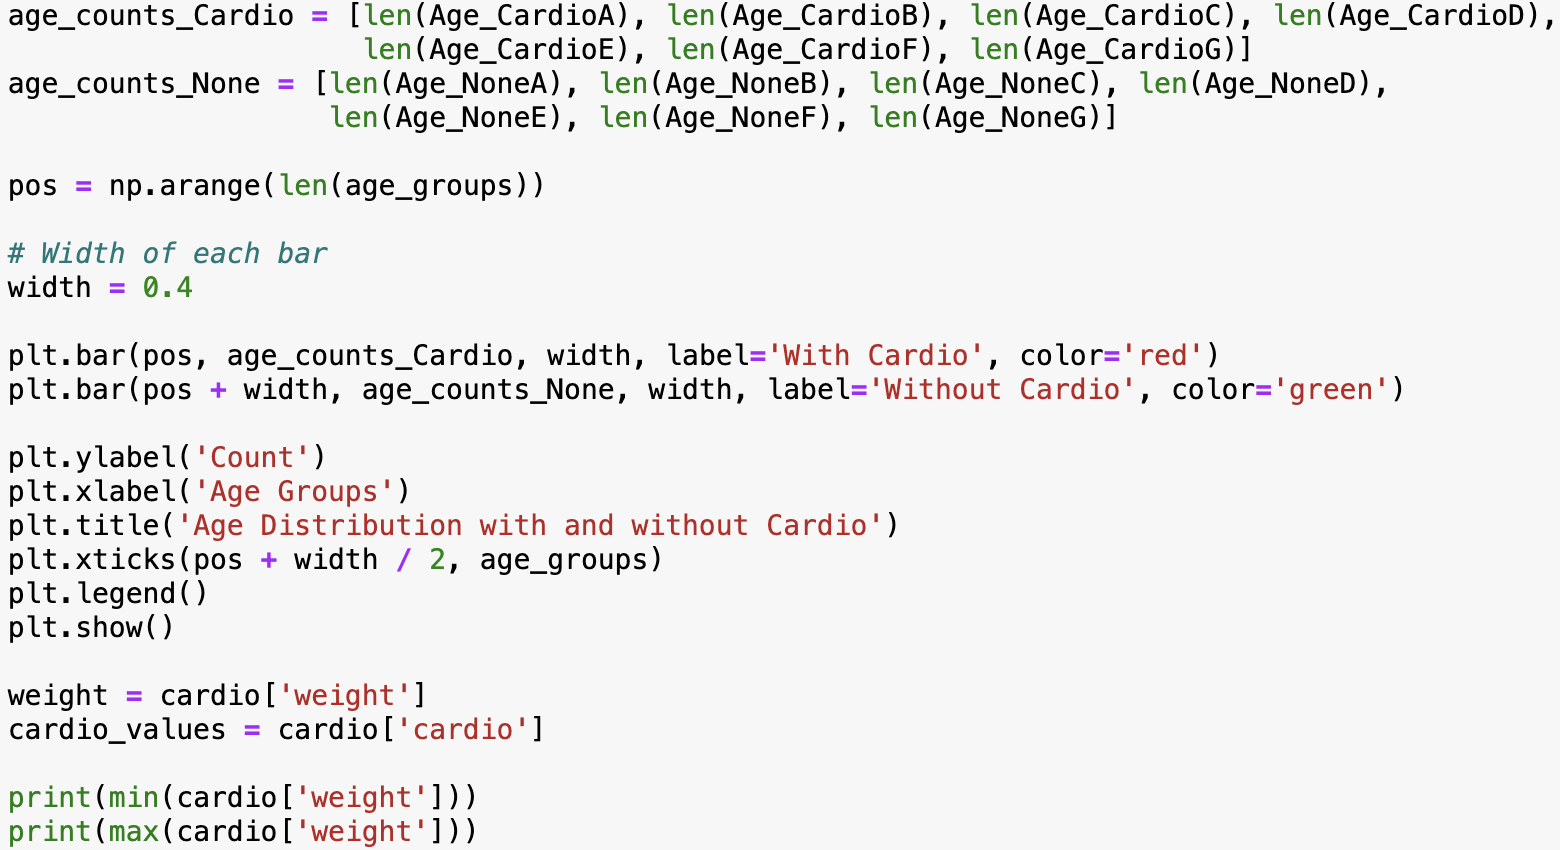 age_counts_Cardio = [len(Age_CardioA), len(Age_CardioB), len(Age_CardioC), len(Age_CardioD),
                     len(Age_CardioE), len(Age_CardioF), len(Age_CardioG)]
age_counts_None = [len(Age_NoneA), len(Age_NoneB), len(Age_NoneC), len(Age_NoneD),
                   len(Age_NoneE), len(Age_NoneF), len(Age_NoneG)]

pos = np.arange(len(age_groups))

# Width of each bar
width = 0.4

plt.bar(pos, age_counts_Cardio, width, label='With Cardio', color='red')
plt.bar(pos + width, age_counts_None, width, label='Without Cardio', color='green')

plt.ylabel('Count')
plt.xlabel('Age Groups')
plt.title('Age Distribution with and without Cardio')
plt.xticks(pos + width / 2, age_groups)
plt.legend()
plt.show()

weight = cardio['weight']
cardio_values = cardio['cardio']

print(min(cardio['weight']))
print(max(cardio['weight']))